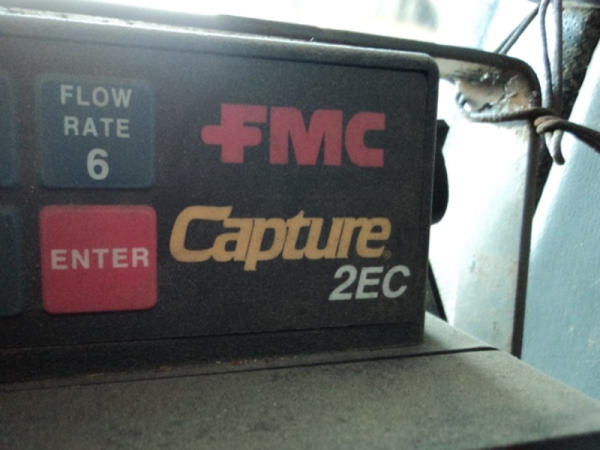 FLOW
RATE
6
ENTER
FMC
Capture
2EC